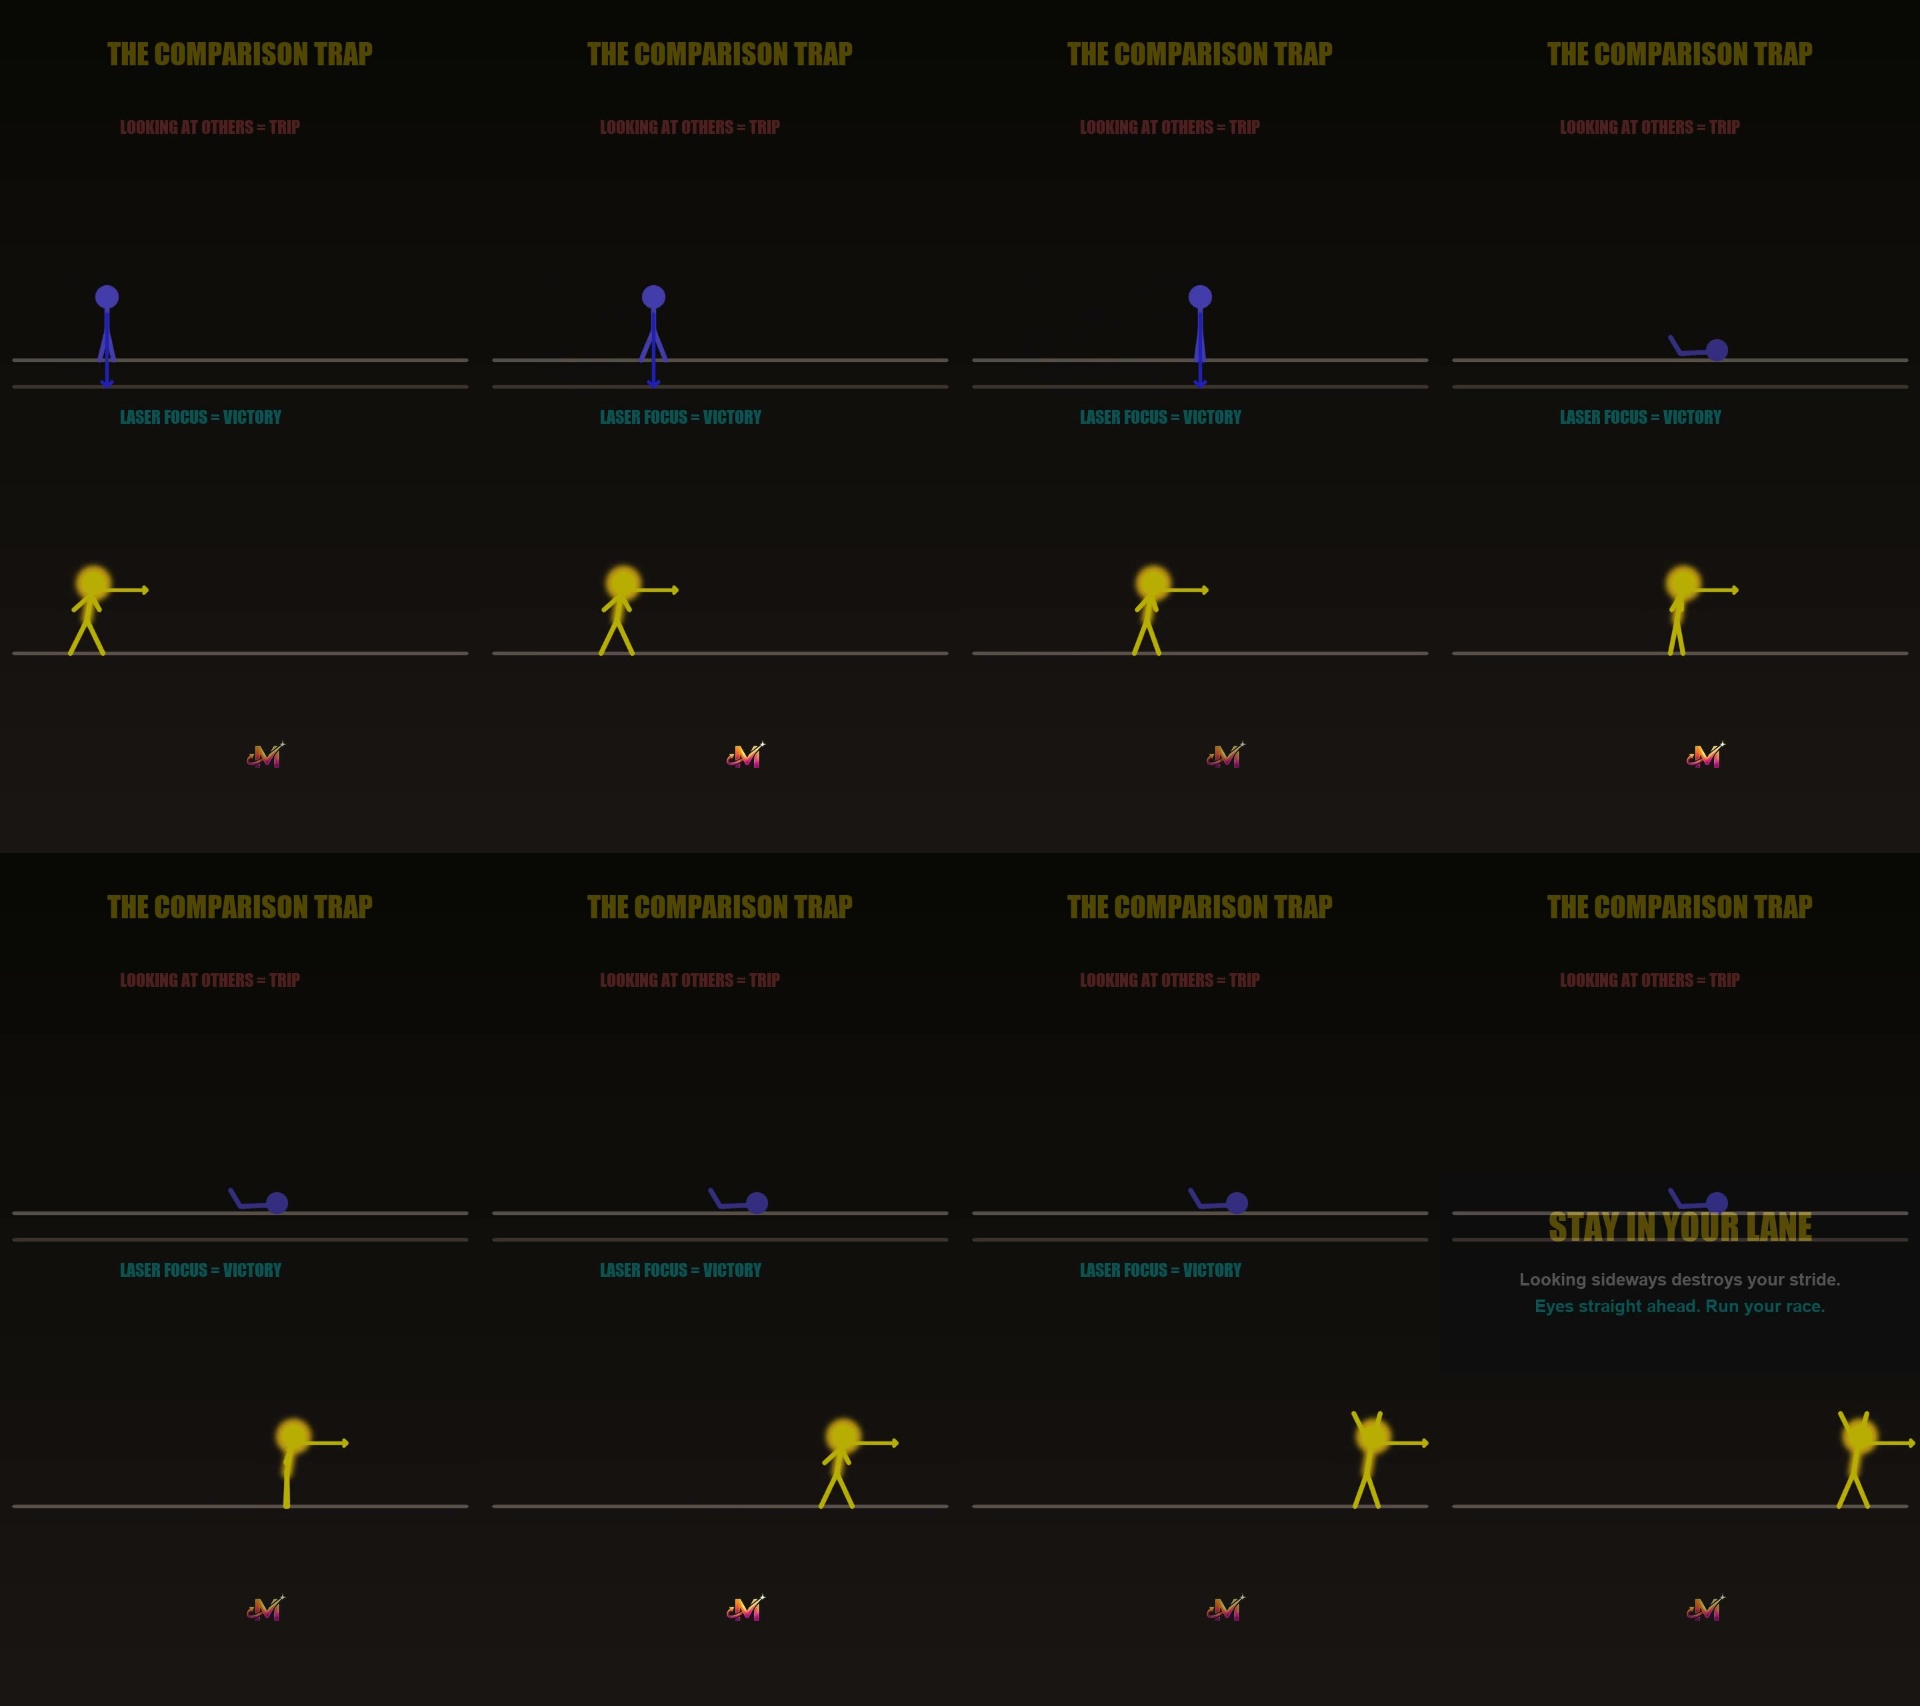 THE COMPARISON TRAP
THE COMPARISON TRAP
THE COMPARISON TRAP
THE COMPARISON TRAP
LOOKING AT OTHERS = TRIP
LOOKING AT OTHERS = TRIP
LOOKING AT OTHERS = TRIP
LOOKING AT OTHERS = TRIP
LASER FOCUS = VICTORY
LASER FOCUS = VICTORY
LASER FOCUS = VICTORY
LASER FOCUS = VICTORY
M
M
M
M
THE COMPARISON TRAP
THE COMPARISON TRAP
THE COMPARISON TRAP
THE COMPARISON TRAP
LOOKING AT OTHERS = TRIP
LOOKING AT OTHERS = TRIP
LOOKING AT OTHERS = TRIP
LOOKING AT OTHERS = TRIP
LASER FOCUS = VICTORY
LASER FOCUS = VICTORY
LASER FOCUS = VICTORY
STAY IN YOUR LANE
Looking sideways destroys your stride.
Eyes straight ahead. Run your race.
M
M
M
M